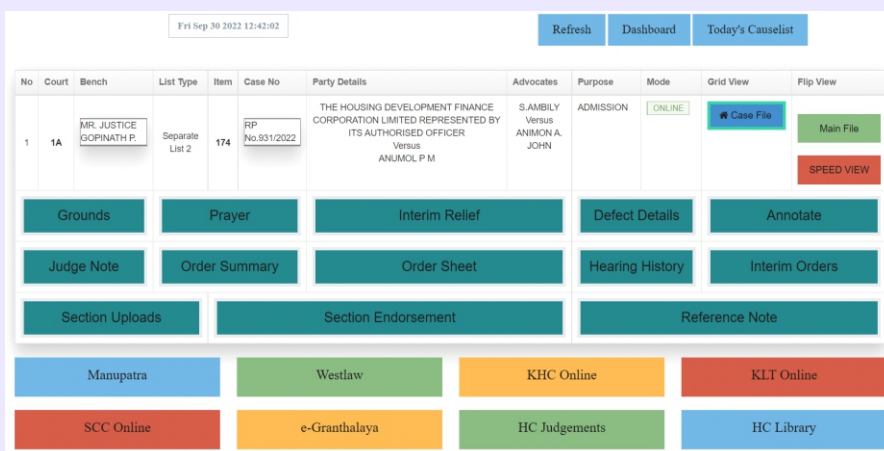 Fri Sep 30 2022 12:42:02
Refresh Dashboard Today's Causelist
No Court Bench List Type Item Case No Party Details Advocates Purpose Mode Grid View Flip View
1 1A
MR. JUSTICE
GOPINATH P.
Separate
List 2
174
RP
No.931/2022
THE HOUSING DEVELOPMENT FINANCE
CORPORATION LIMITED REPRESENTED BY
ITS AUTHORISED OFFICER
Versus
ANUMOL P M
S.AMBILY
Versus
ANIMON A.
JOHN
ADMISSION
ONLINE
Case File
Main File
SPEED VIEW
Grounds Prayer Interim Relief Defect Details Annotate
Judge Note Order Summary Order Sheet Hearing History Interim Orders
Section Uploads Section Endorsement Reference Note
Manupatra Westlaw KHC Online KLT Online
SCC Online e-Granthalaya HC Judgements HC Library